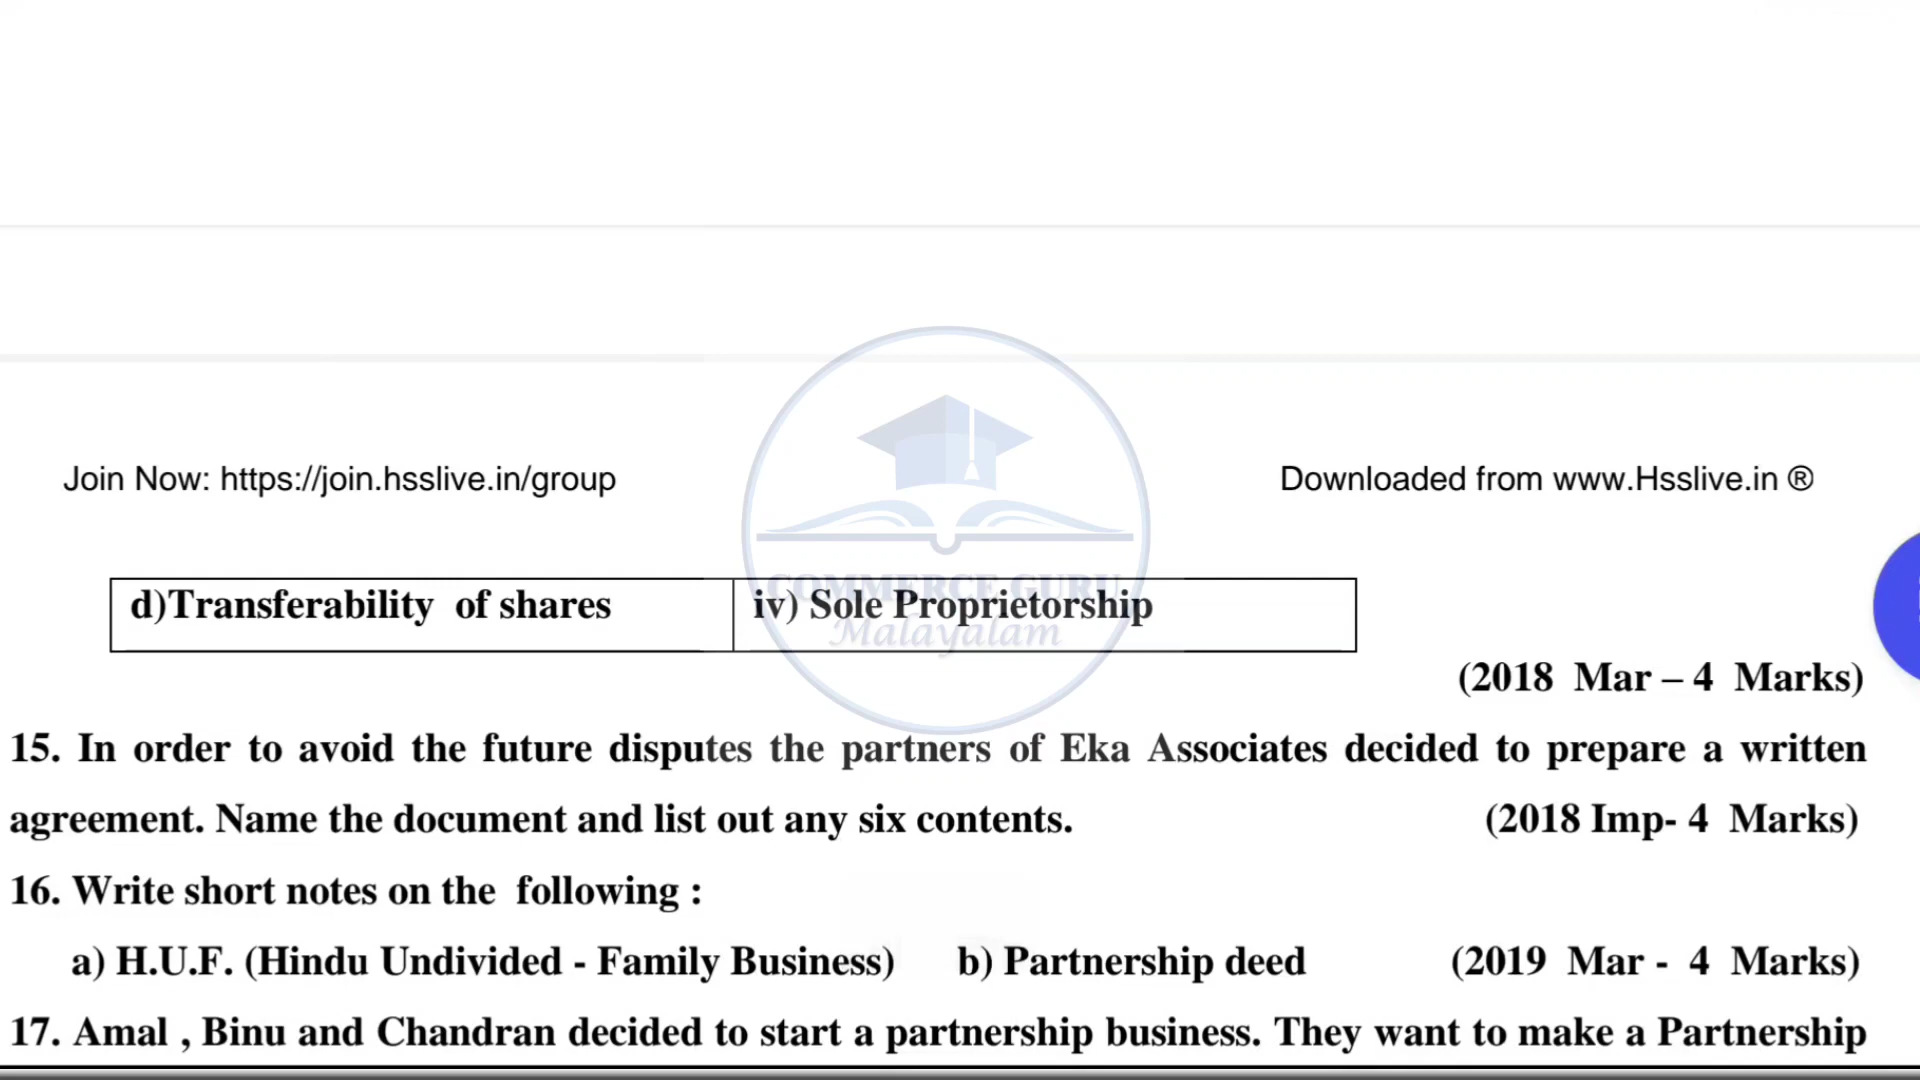 Join Now: https://join.hsslive.in/group
Downloaded from www.Hsslive.in ®
COMMERCE GURU
Malayalam
d)Transferability of shares
iv) Sole Proprietorship
(2018 Mar – 4 Marks)
15. In order to avoid the future disputes the partners of Eka Associates decided to prepare a written
agreement. Name the document and list out any six contents. (2018 Imp- 4 Marks)
16. Write short notes on the following :
a) H.U.F. (Hindu Undivided - Family Business) b) Partnership deed (2019 Mar - 4 Marks)
17. Amal , Binu and Chandran decided to start a partnership business. They want to make a Partnership